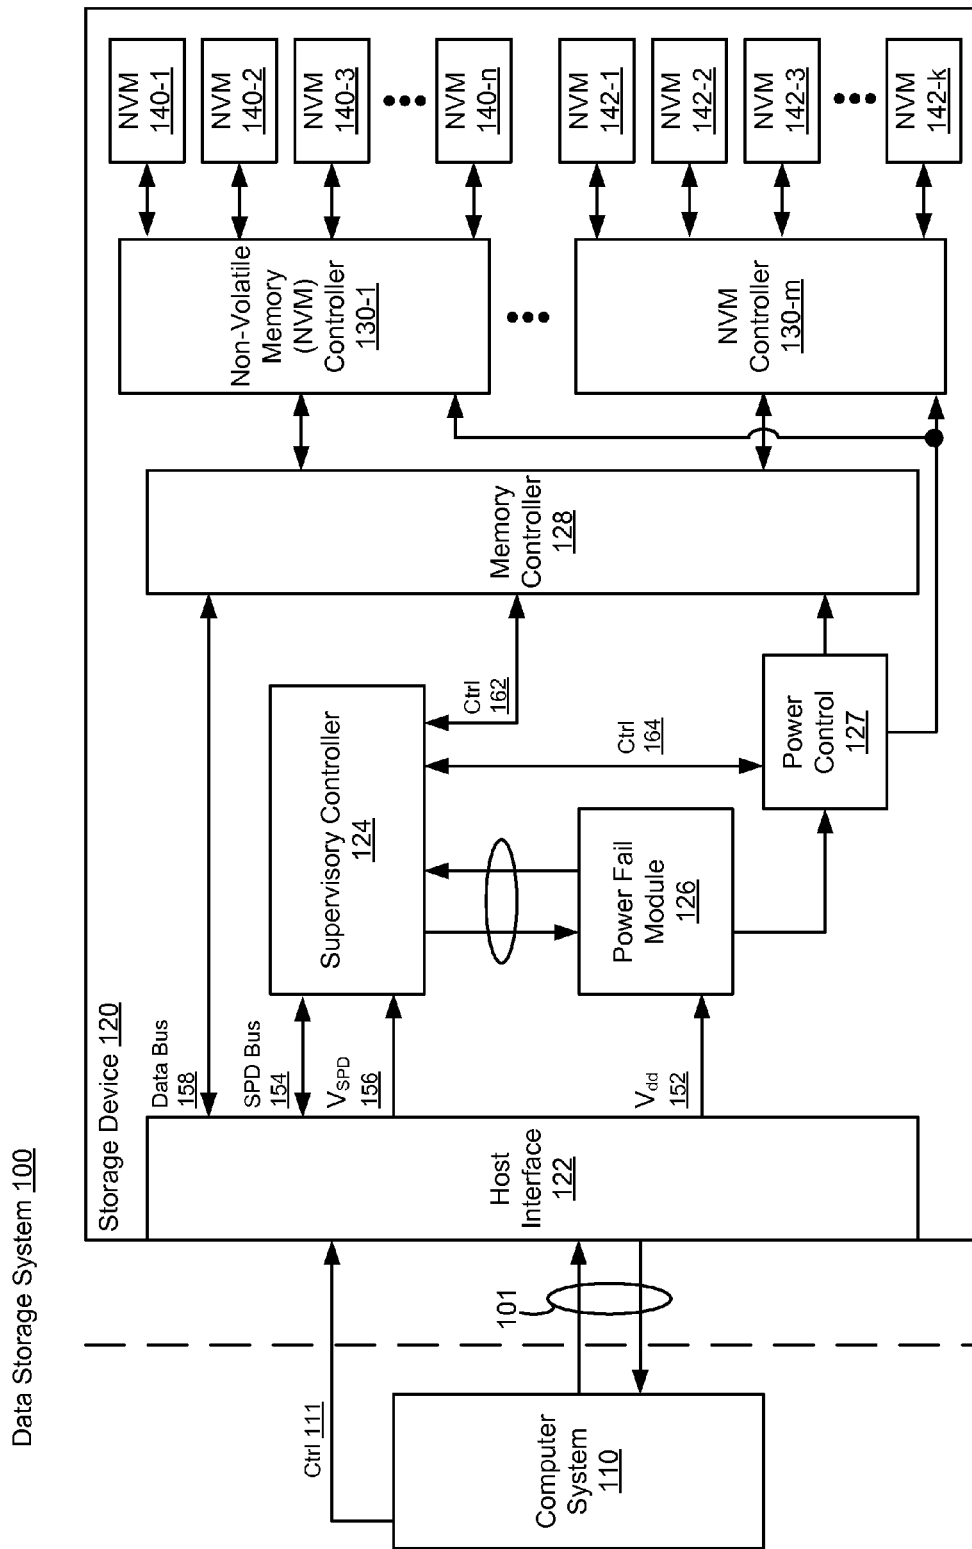 Data Storage System 100
Storage Device 120
Computer
System
110
Ctrl 111
101
Host
Interface
122
Data Bus
158
SPD Bus
154
VSPD
156
Vdd
152
Supervisory Controller
124
Power Fail
Module
126
Ctrl
162
Ctrl
164
Power
Control
127
Memory
Controller
128
Non-Volatile
Memory
(NVM)
Controller
130-1
NVM
Controller
130-m
NVM
140-1
NVM
140-2
NVM
140-3
NVM
140-n
NVM
142-1
NVM
142-2
NVM
142-3
NVM
142-k